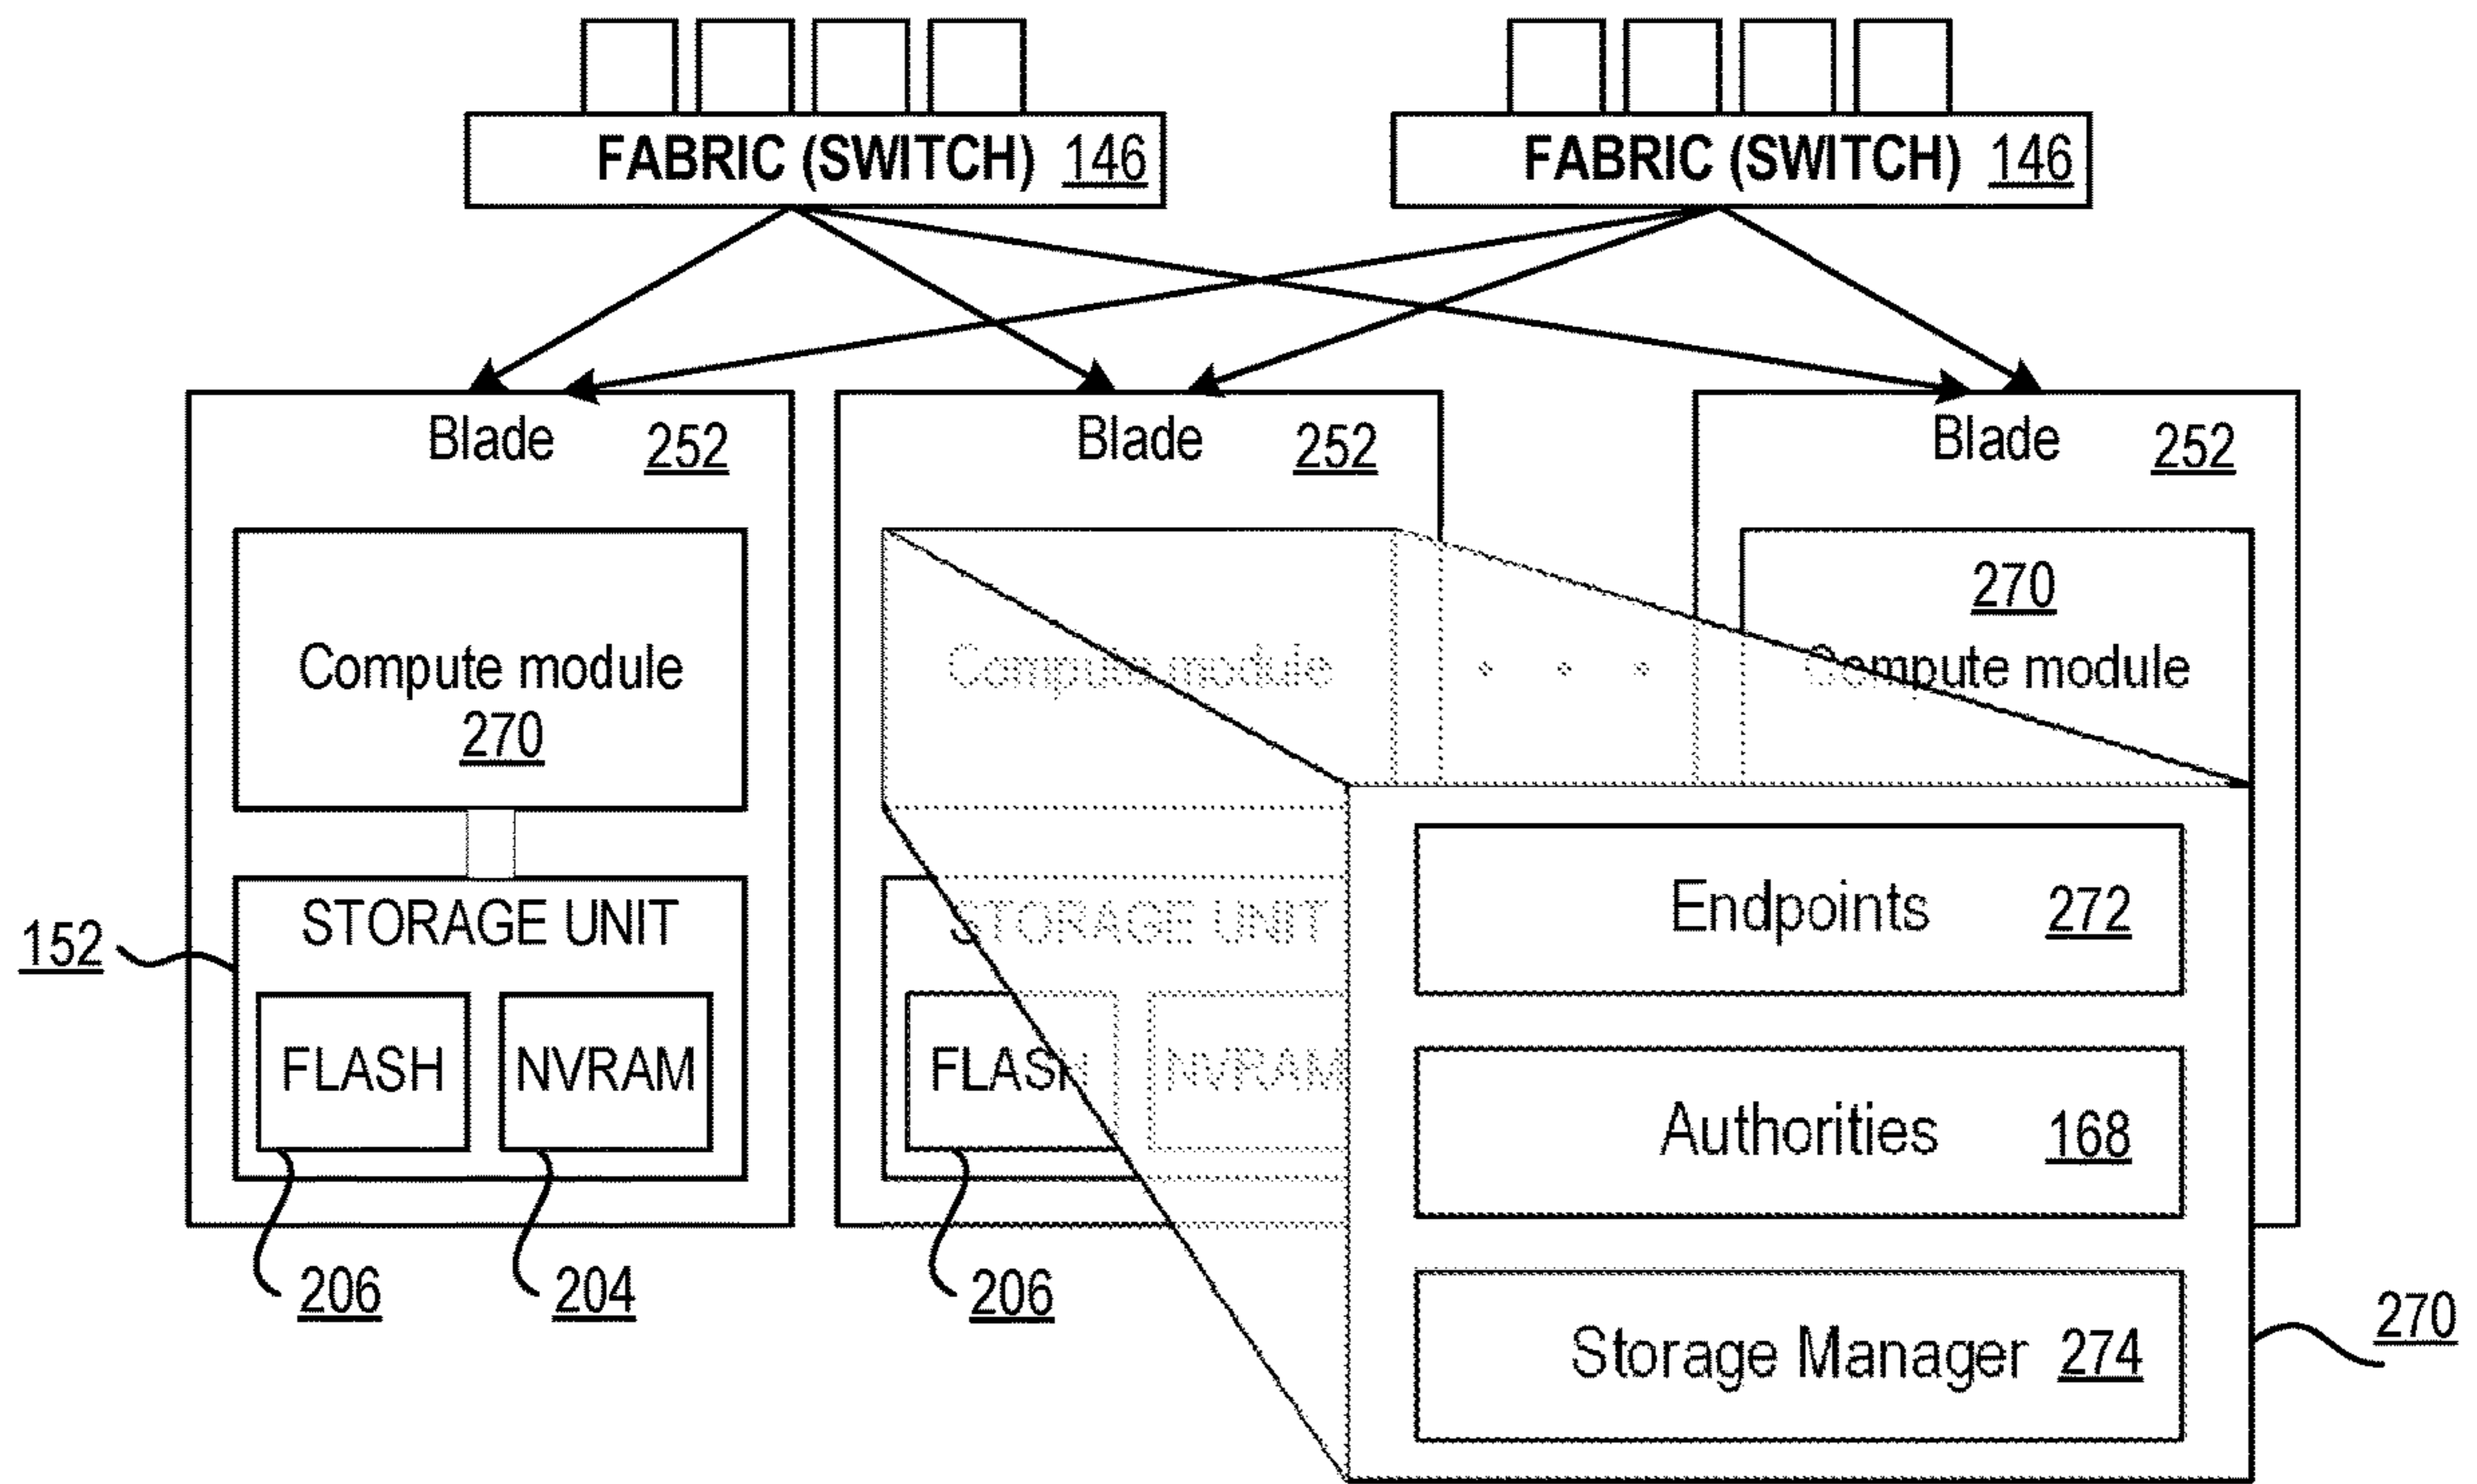 FABRIC (SWITCH) 146
FABRIC (SWITCH) 146
Blade 252
Blade 252
Blade 252
270
Compute module
270
Compute module
Compute module
STORAGE UNIT
152
FLASH
NVRAM
206
204
STORAGE UNIT
FLASH
NVRAM
206
Endpoints 272
Authorities 168
Storage Manager 274
270